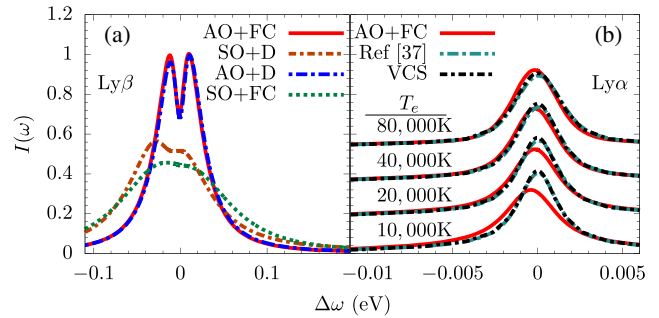 (a)
AO+FC
SO+D
AO+D
SO+FC
Lyβ
I(ω)
1.2
1
0.8
0.6
0.4
0.2
0
−0.1
0
0.1
(b)
AO+FC
Ref [37]
VCS
Lyα
T_e
80,000K
40,000K
20,000K
10,000K
−0.01
−0.005
0
0.005
Δω (eV)